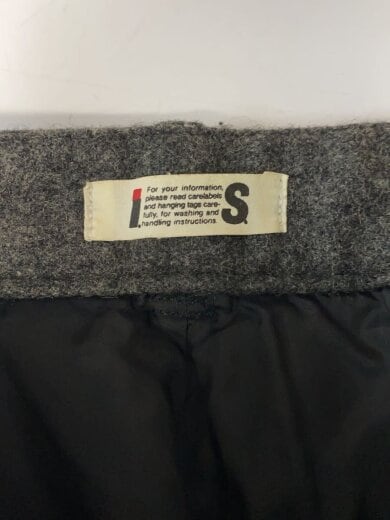 I.S.
For your information,
please read carelabels
and hanging tags care-
fully, for washing and
handling instructions.